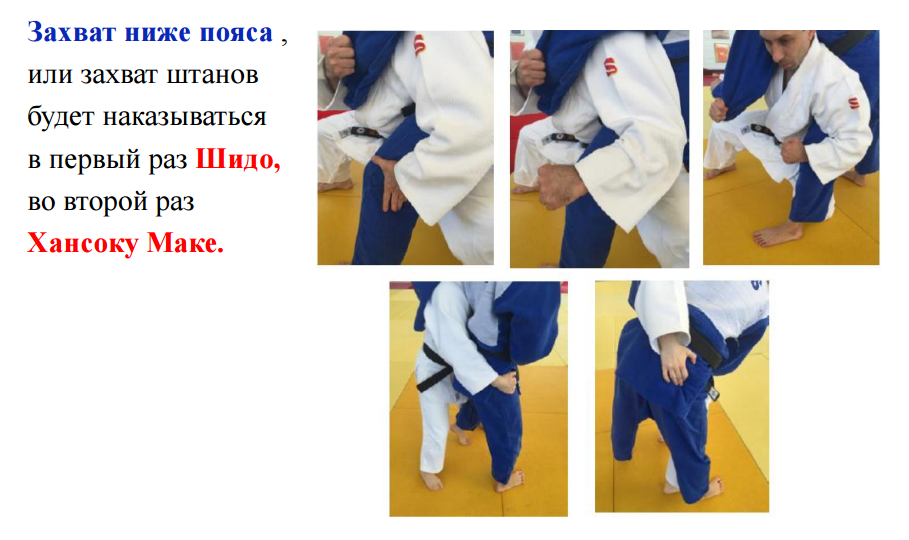 Захват ниже пояса ,
или захват штанов
будет наказываться
в первый раз Шидо,
во второй раз
Хансоку Маке.